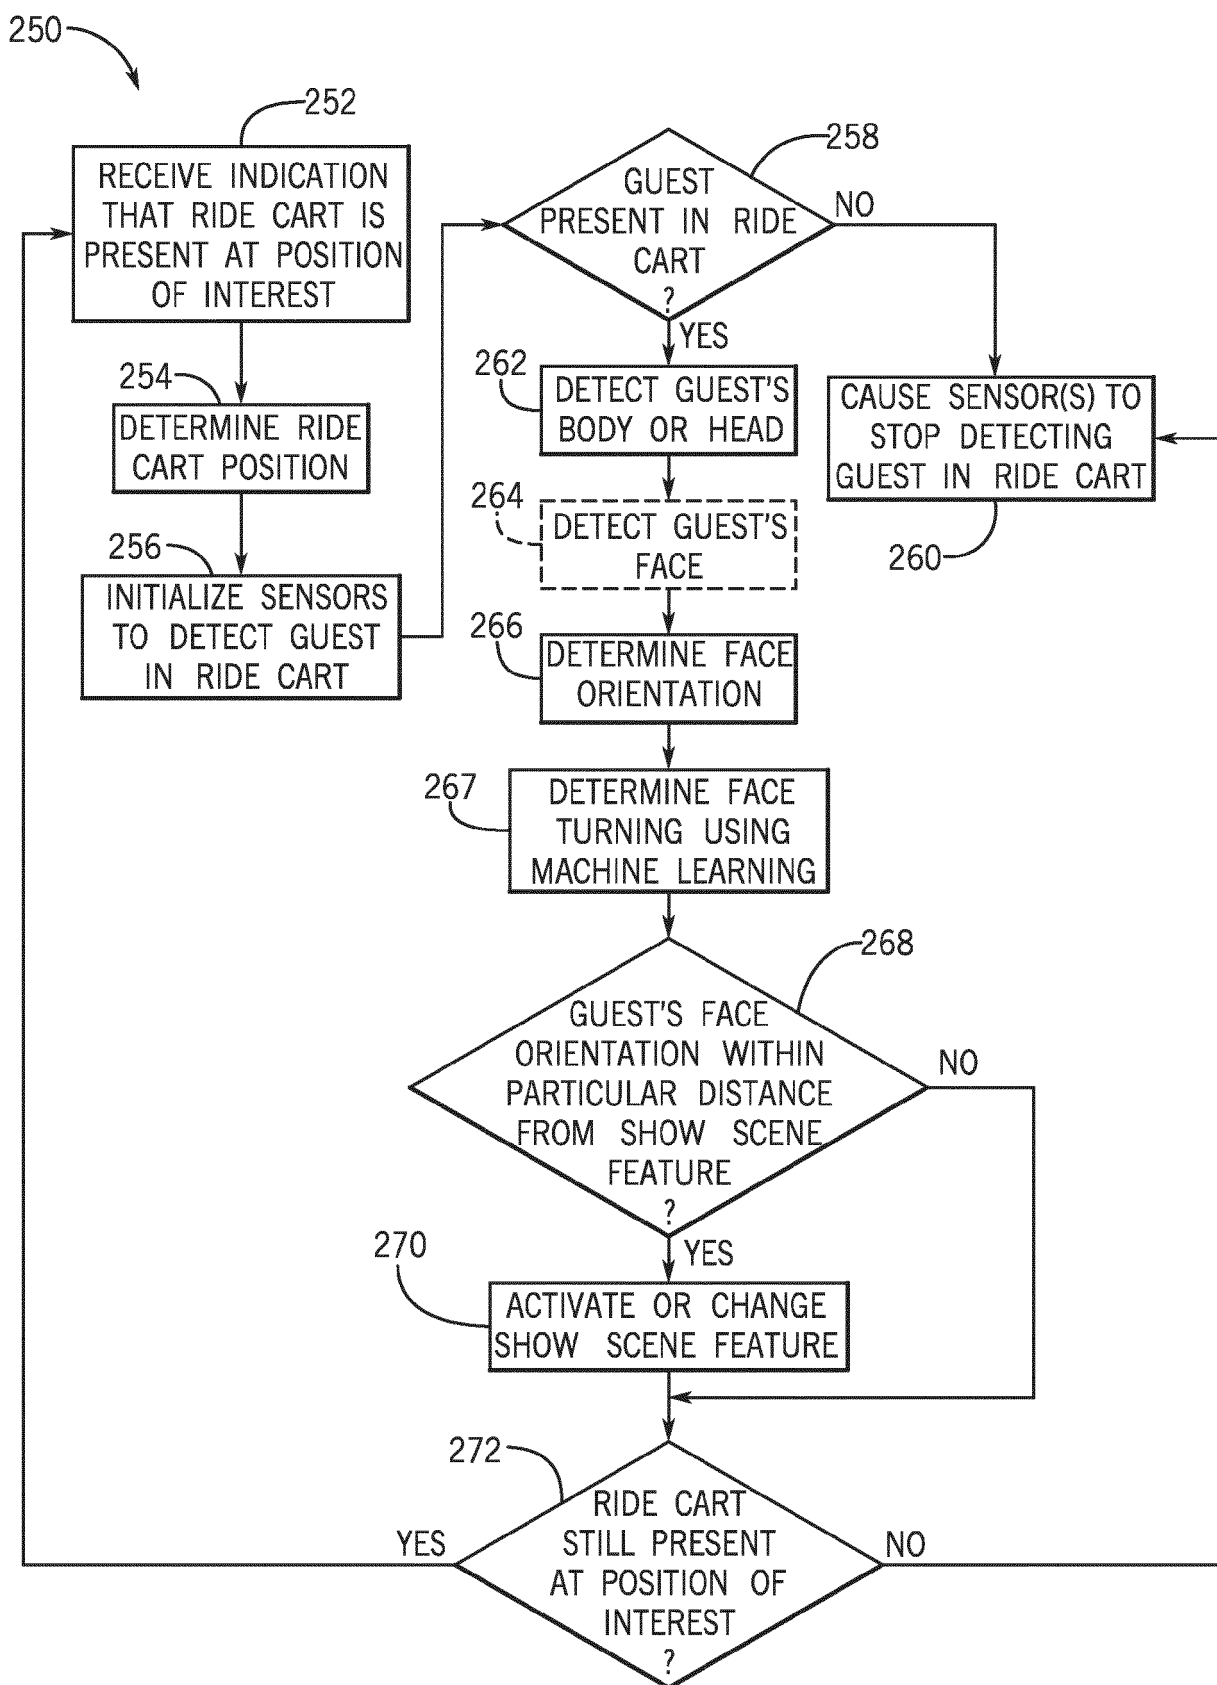 250
252
RECEIVE INDICATION
THAT RIDE CART IS
PRESENT AT POSITION
OF INTEREST
254
DETERMINE RIDE
CART POSITION
256
INITIALIZE SENSORS
TO DETECT GUEST
IN RIDE CART
258
GUEST
PRESENT IN RIDE
CART
?
NO
YES
CAUSE SENSOR(S) TO
STOP DETECTING
GUEST IN RIDE CART
260
262
DETECT GUEST'S
BODY OR HEAD
264
DETECT GUEST'S
FACE
266
DETERMINE FACE
ORIENTATION
267
DETERMINE FACE
TURNING USING
MACHINE LEARNING
268
GUEST'S FACE
ORIENTATION WITHIN
PARTICULAR DISTANCE
FROM SHOW SCENE
FEATURE
?
NO
YES
270
ACTIVATE OR CHANGE
SHOW SCENE FEATURE
272
RIDE CART
STILL PRESENT
AT POSITION OF
INTEREST
?
YES
NO